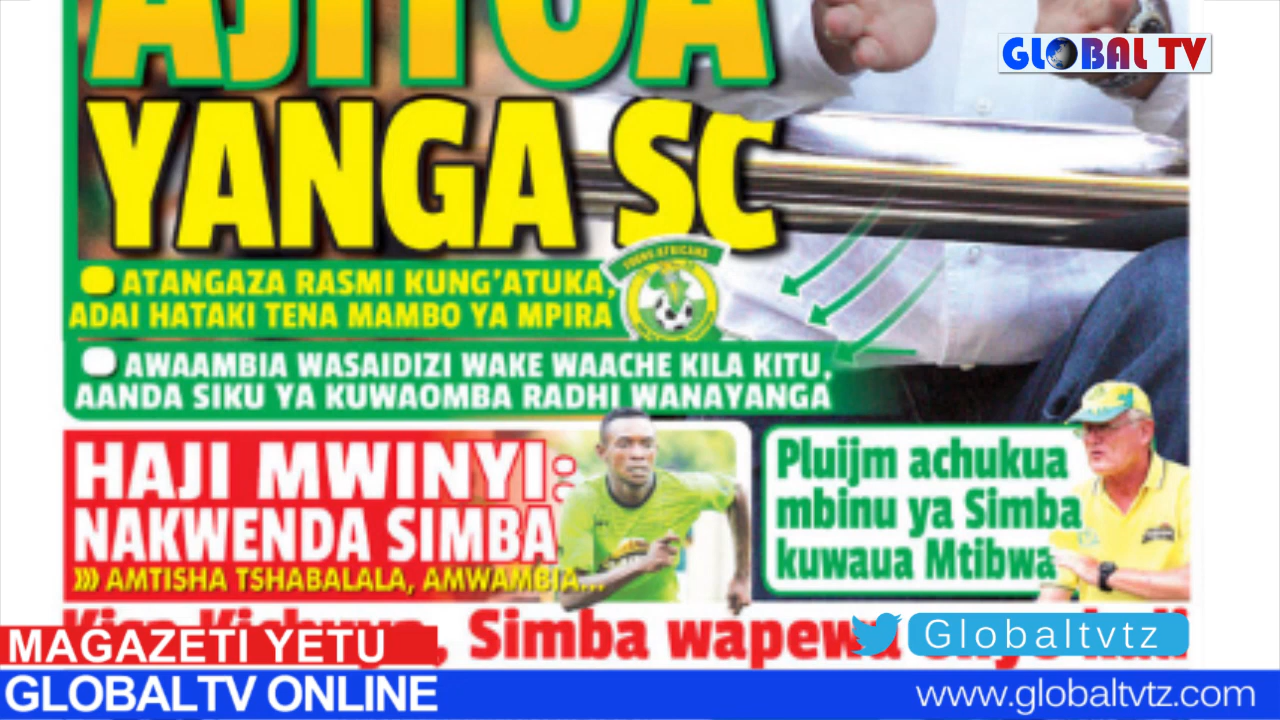 AJITOA
GLOBAL TV
YANGA SC
YOUNG AFRICANS
ATANGAZA RASMI KUNG'ATUKA,
ADAI HATAKI TENA MAMBO YA MPIRA
AWAAMBIA WASAIDIZI WAKE WAACHE KILA KITU,
AANDA SIKU YA KUWAOMBA RADHI WANAYANGA
HAJI MWINYI:
NAKWENDA SIMBA
AMTISHA TSHABALALA, AMWAMBIA...
Pluijm achukua
mbinu ya Simba
kuwaua Mtibwa
Simba wapewa
Globaltvtz
MAGAZETI YETU
GLOBALTV ONLINE
www.globaltvtz.com